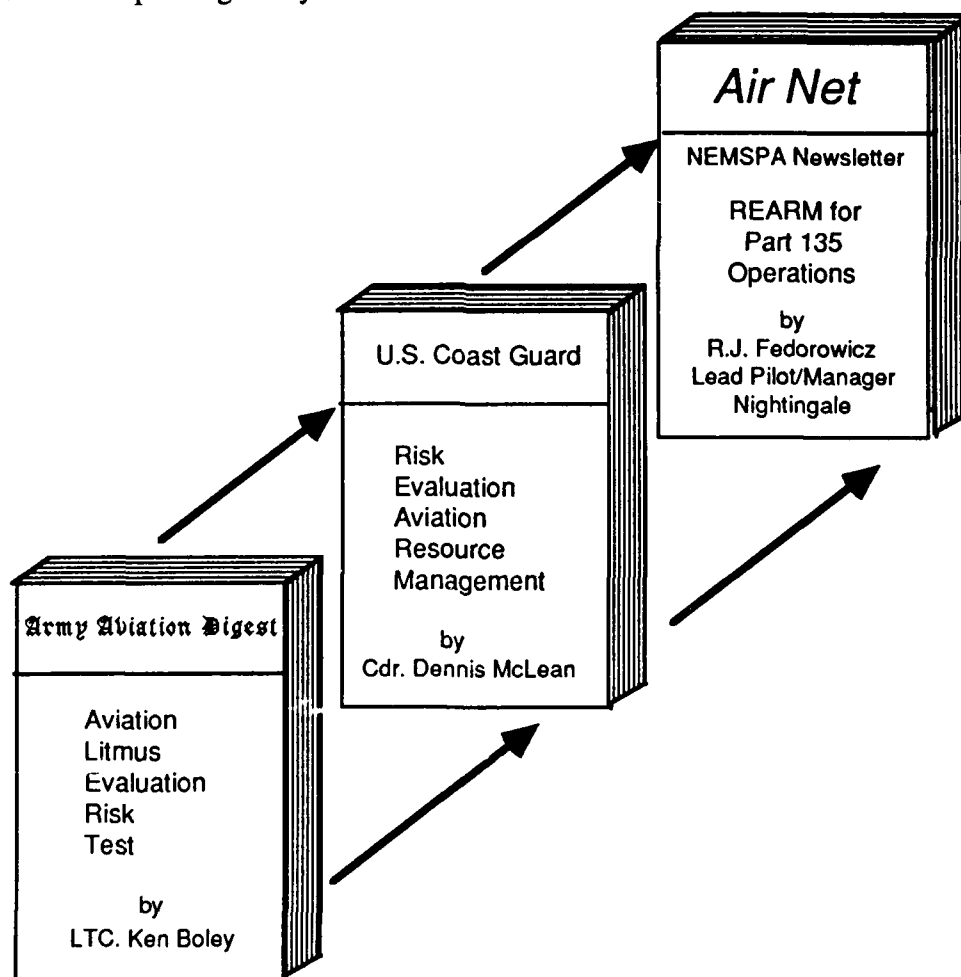 Air Net
NEMSPA Newsletter
REARM for
Part 135
Operations
by
R.J. Fedorowicz
Lead Pilot/Manager
Nightingale
U.S. Coast Guard
Risk
Evaluation
Aviation
Resource
Management
by
Cdr. Dennis McLean
Army Aviation Digest
Aviation
Litmus
Evaluation
Risk
Test
by
LTC. Ken Boley